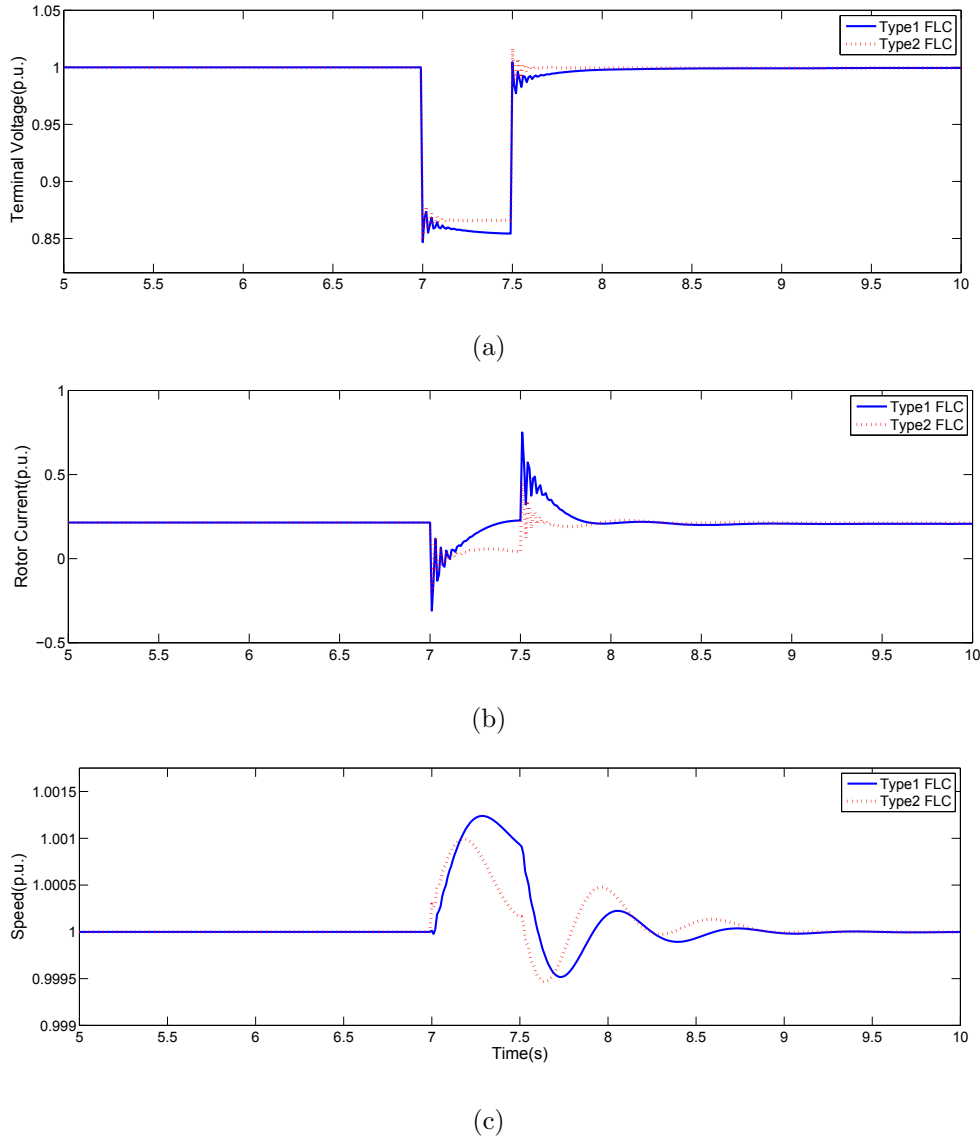 1.05
1
0.95
0.9
0.85
Terminal Voltage(p.u.)
Type1 FLC
Type2 FLC
5 5.5 6 6.5 7 7.5 8 8.5 9 9.5 10
(a)
1
0.5
0
−0.5
Rotor Current(p.u.)
Type1 FLC
Type2 FLC
5 5.5 6 6.5 7 7.5 8 8.5 9 9.5 10
(b)
1.0015
1.001
1.0005
1
0.9995
0.999
Speed(p.u.)
Type1 FLC
Type2 FLC
5 5.5 6 6.5 7 7.5 8 8.5 9 9.5 10
Time(s)
(c)